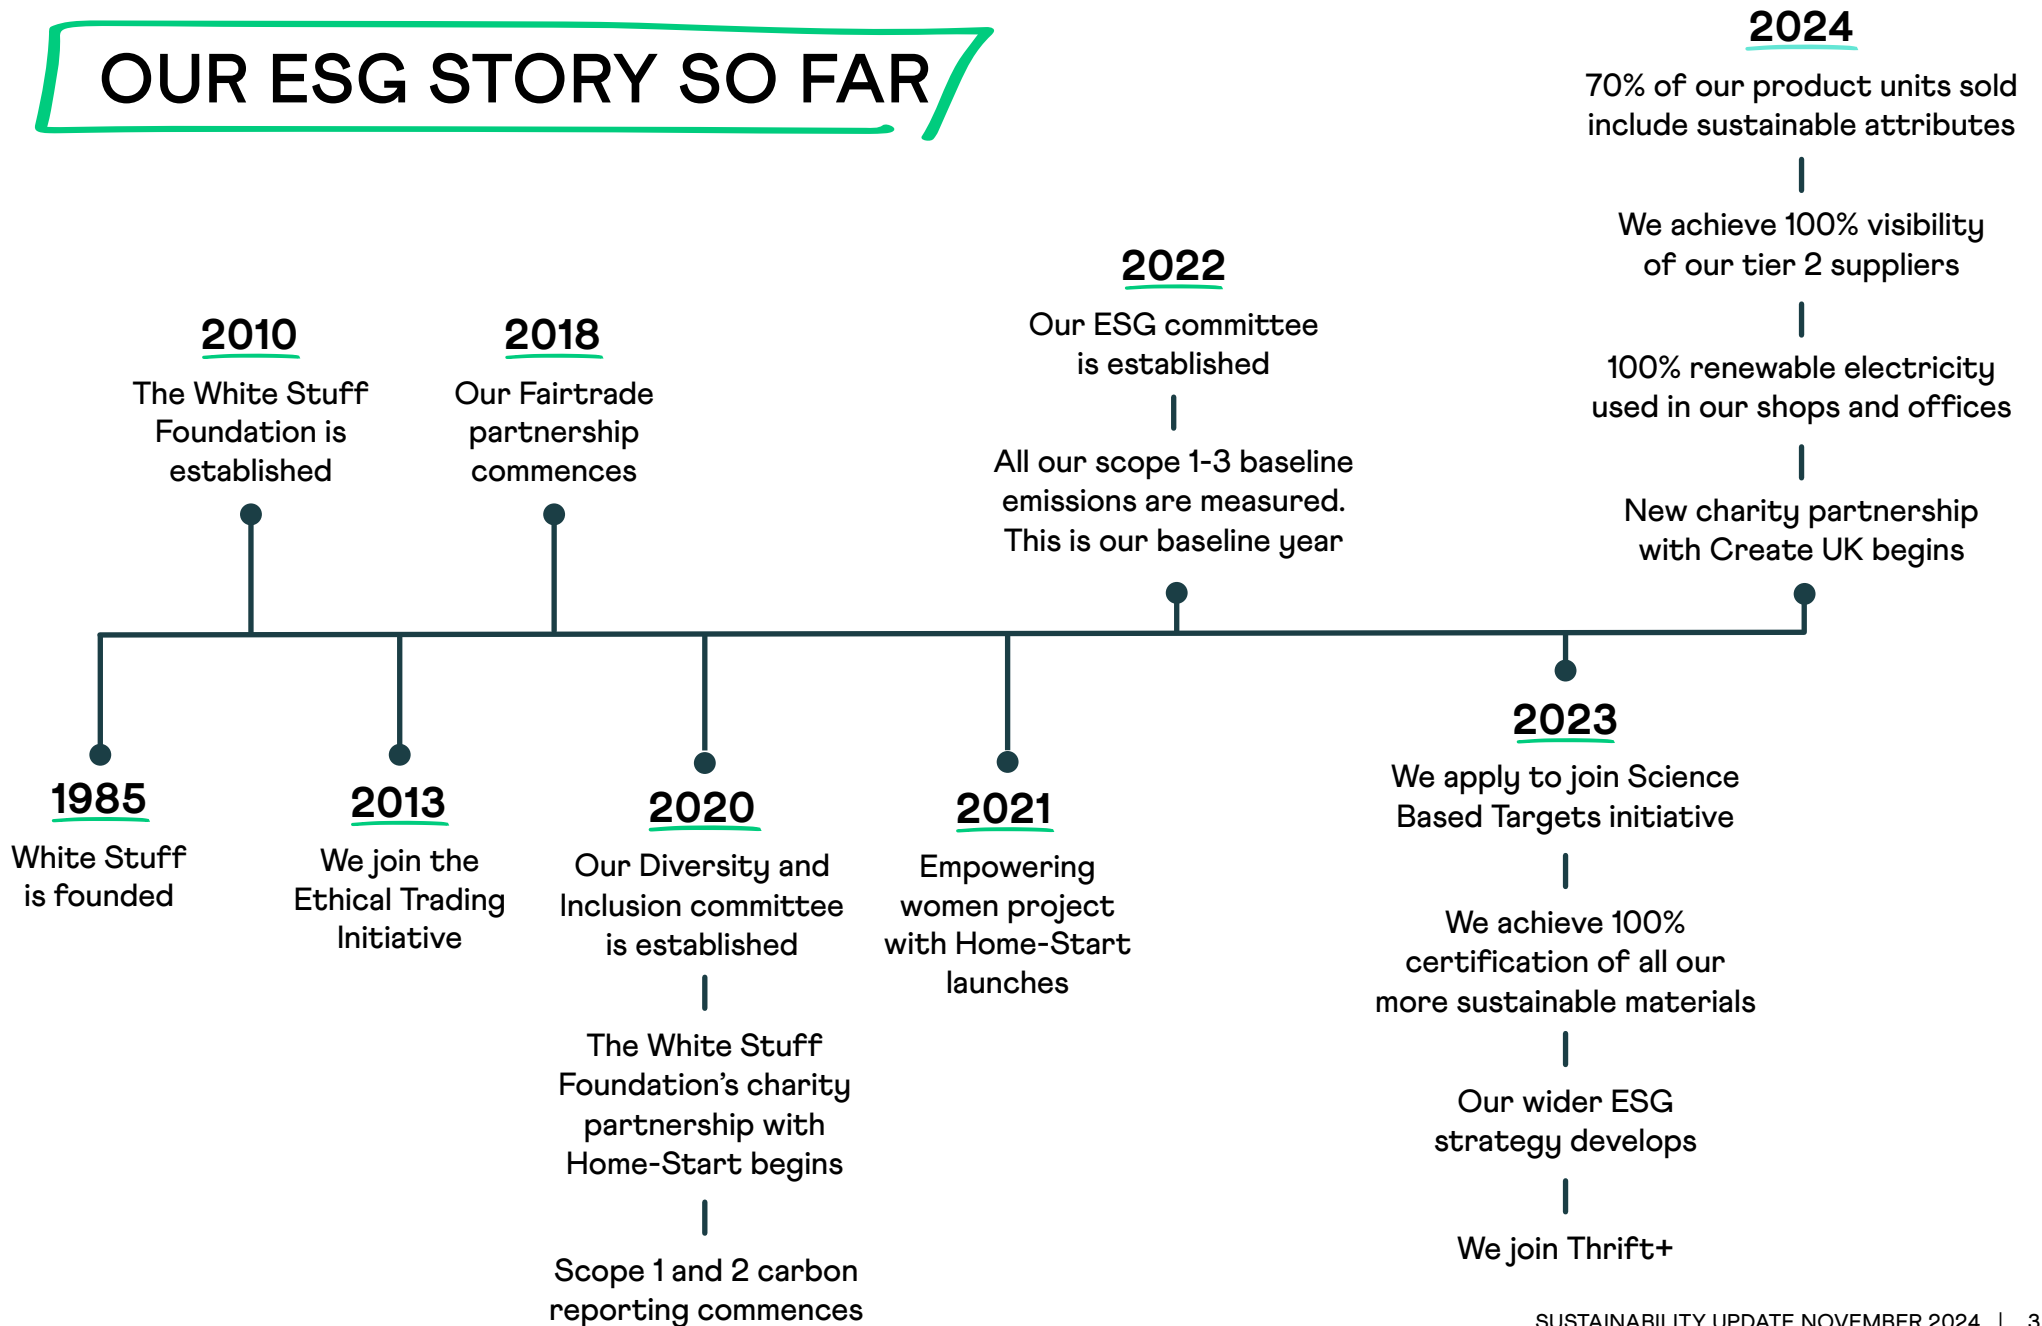 OUR ESG STORY SO FAR
1985
White Stuff
is founded
2010
The White Stuff
Foundation is
established
2013
We join the
Ethical Trading
Initiative
2018
Our Fairtrade
partnership
commences
2020
Our Diversity and
Inclusion committee
is established
The White Stuff
Foundation’s charity
partnership with
Home-Start begins
Scope 1 and 2 carbon
reporting commences
2021
Empowering
women project
with Home-Start
launches
2022
Our ESG committee
is established
All our scope 1-3 baseline
emissions are measured.
This is our baseline year
2023
We apply to join Science
Based Targets initiative
We achieve 100%
certification of all our
more sustainable materials
Our wider ESG
strategy develops
We join Thrift+
2024
70% of our product units sold
include sustainable attributes
We achieve 100% visibility
of our tier 2 suppliers
100% renewable electricity
used in our shops and offices
New charity partnership
with Create UK begins
SUSTAINABILITY UPDATE NOVEMBER 2024 | 3